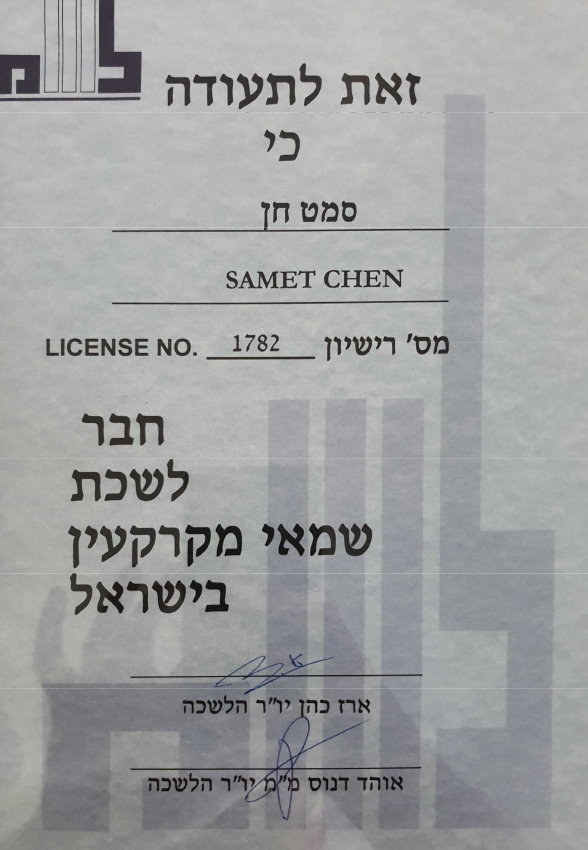 זאת לתעודה
כי
סמט חן
SAMET CHEN
LICENSE NO. 1782 מס' רישיון
חבר
לשכת
שמאי מקרקעין
בישראל
ארז כהן יו"ר הלשכה
אוהד דנוס מ"מ יו"ר הלשכה